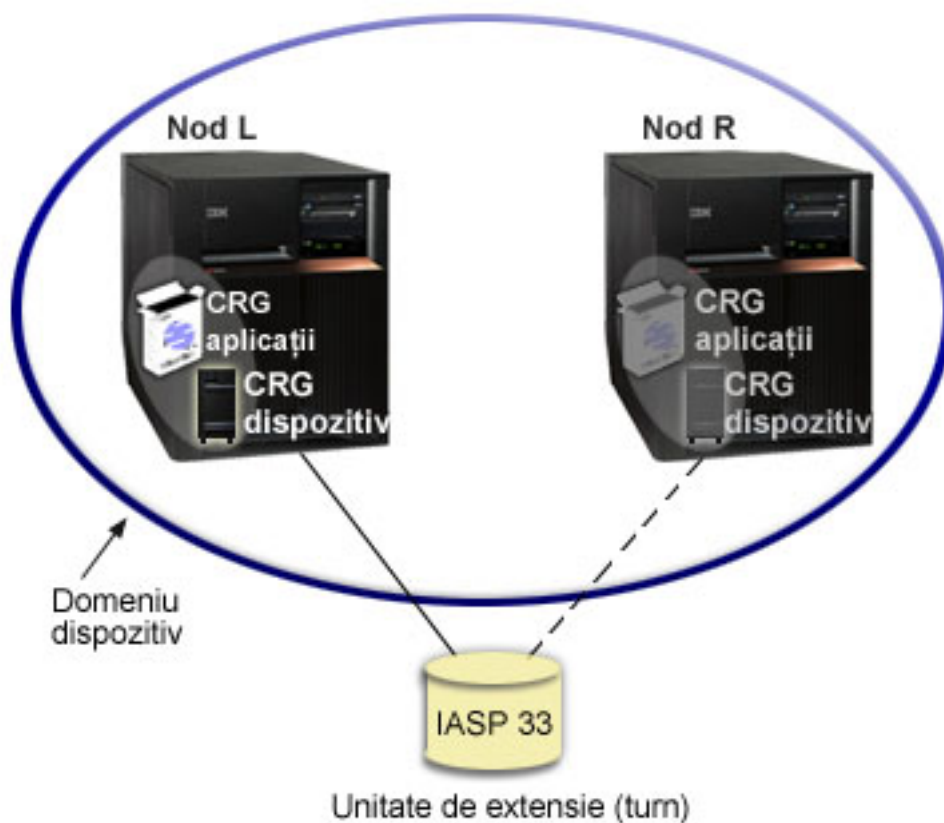 Nod L
Nod R
IBM
IBM
CRG
aplicații
CRG
dispozitiv
CRG
aplicații
CRG
dispozitiv
Domeniu
dispozitiv
IASP 33
Unitate de extensie (turn)